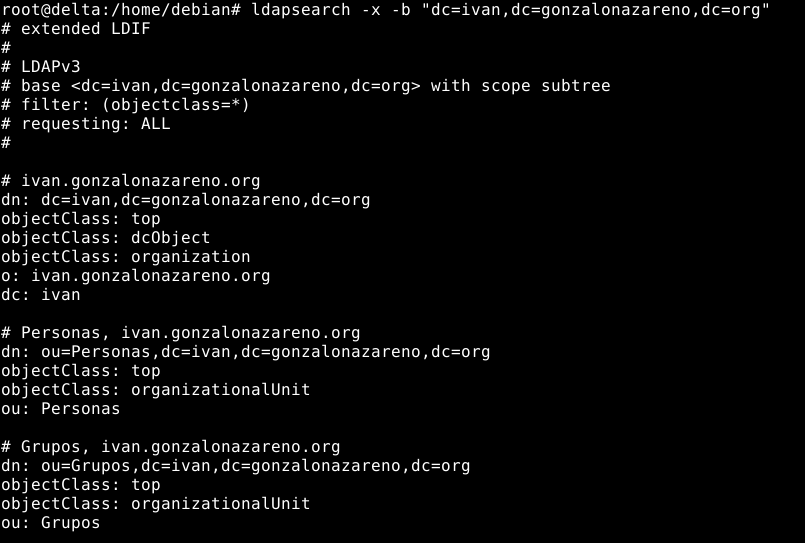 root@delta:/home/debian# ldapsearch -x -b "dc=ivan,dc=gonzalonazareno,dc=org"
# extended LDIF
#
# LDAPv3
# base <dc=ivan,dc=gonzalonazareno,dc=org> with scope subtree
# filter: (objectclass=*)
# requesting: ALL
#

# ivan.gonzalonazareno.org
dn: dc=ivan,dc=gonzalonazareno,dc=org
objectClass: top
objectClass: dcObject
objectClass: organization
o: ivan.gonzalonazareno.org
dc: ivan

# Personas, ivan.gonzalonazareno.org
dn: ou=Personas,dc=ivan,dc=gonzalonazareno,dc=org
objectClass: top
objectClass: organizationalUnit
ou: Personas

# Grupos, ivan.gonzalonazareno.org
dn: ou=Grupos,dc=ivan,dc=gonzalonazareno,dc=org
objectClass: top
objectClass: organizationalUnit
ou: Grupos